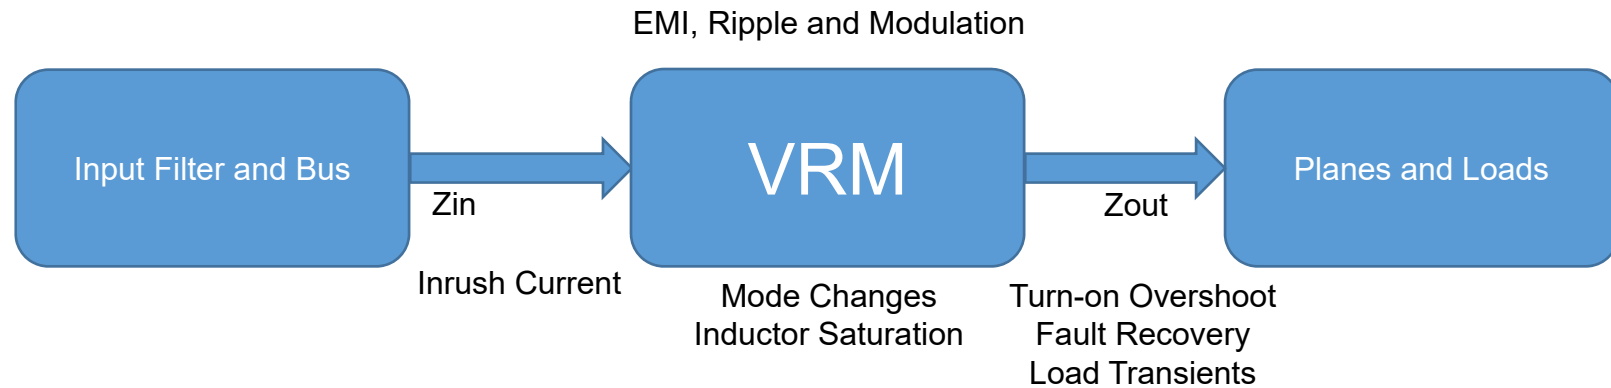 EMI, Ripple and Modulation
Input Filter and Bus
VRM
Planes and Loads
Zin
Zout
Inrush Current
Mode Changes
Inductor Saturation
Turn-on Overshoot
Fault Recovery
Load Transients